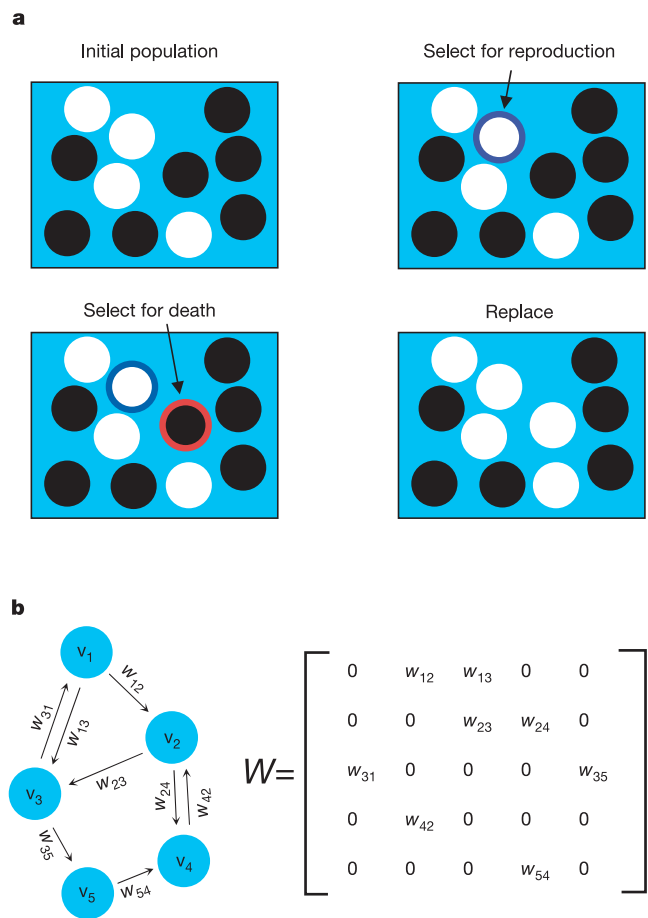 a
Initial population
Select for reproduction
Select for death
Replace
b
v1
w12
w31
w13
v2
w23
w24
w42
v3
w35
v4
w54
v5
W=
0 w12 w13 0 0
0 0 w23 w24 0
w31 0 0 0 w35
0 w42 0 0 0
0 0 0 w54 0